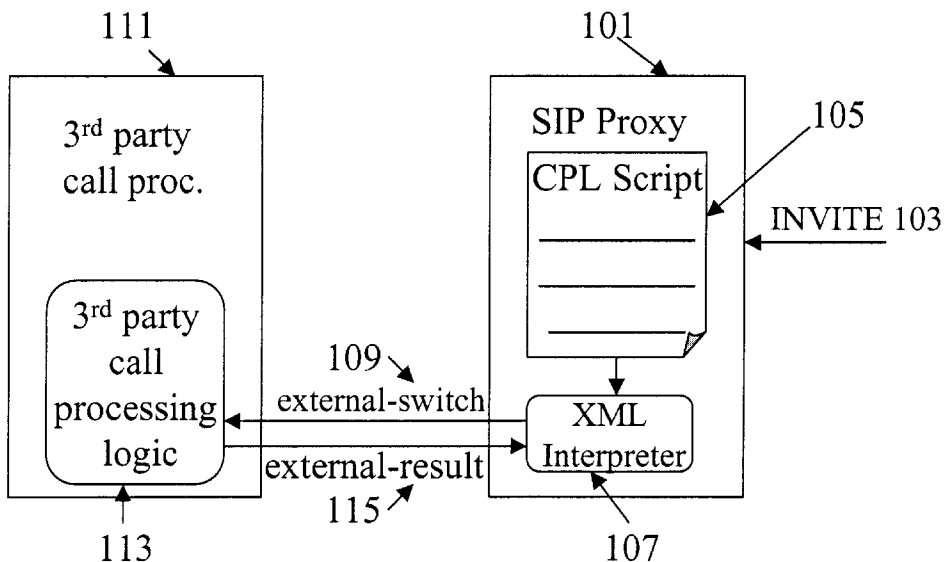 111
101
3rd party
call proc.
SIP Proxy
105
CPL Script
INVITE 103
3rd party
call
processing
logic
109
external-switch
XML
Interpreter
external-result
115
113
107